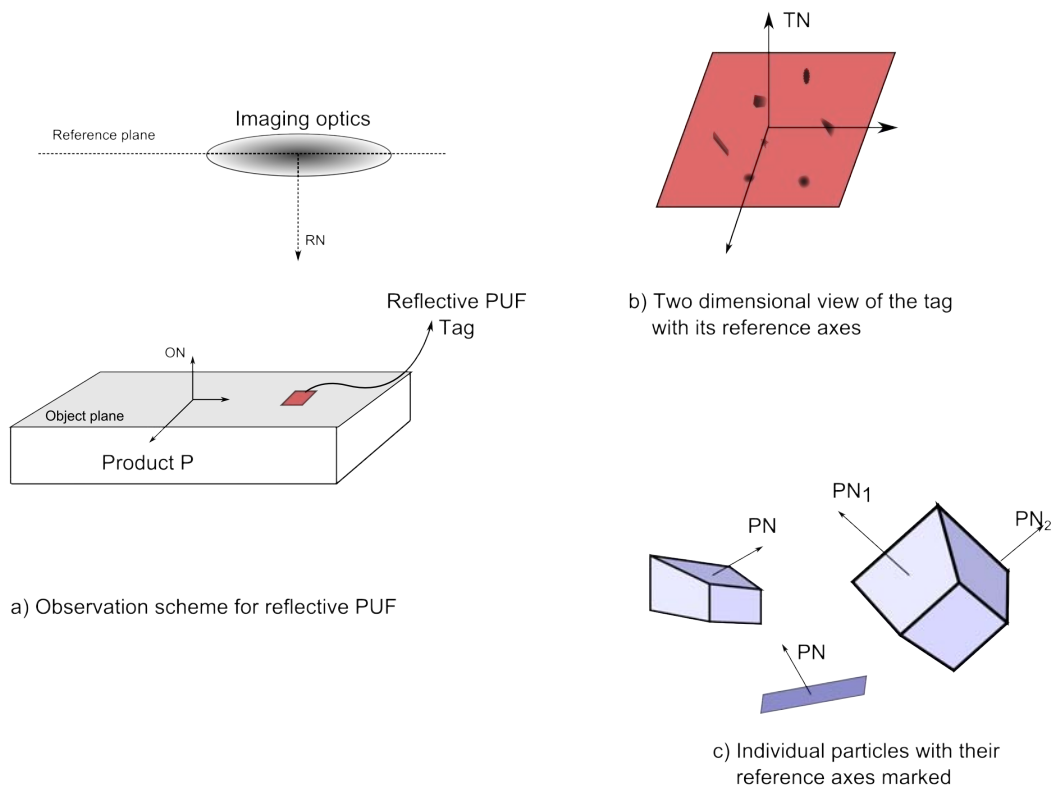 Imaging optics
Reference plane
RN
Reflective PUF
Tag
ON
Object plane
Product P
a) Observation scheme for reflective PUF
TN
b) Two dimensional view of the tag
with its reference axes
PN
PN1
PN2
PN
c) Individual particles with their
reference axes marked